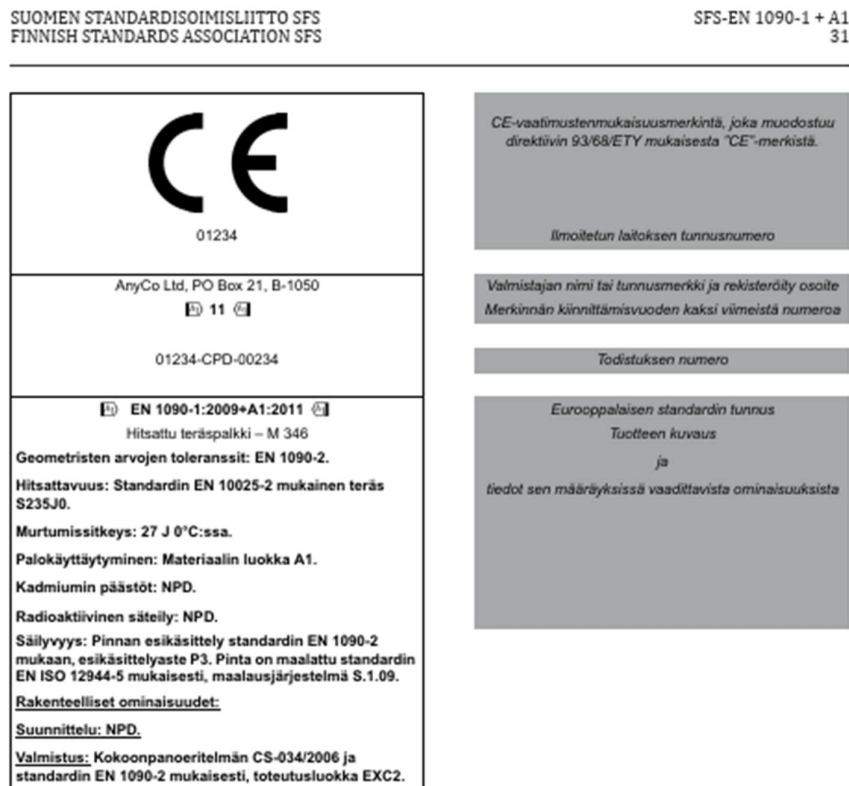 SUOMEN STANDARDISOIMISLIITTO SFS
FINNISH STANDARDS ASSOCIATION SFS
SFS-EN 1090-1 + A1
31
CE
01234
AnyCo Ltd, PO Box 21, B-1050
A1 11 A1
01234-CPD-00234
A1 EN 1090-1:2009+A1:2011 A1
Hitsattu teräspalkki – M 346
Geometristen arvojen toleranssit: EN 1090-2.
Hitsattavuus: Standardin EN 10025-2 mukainen teräs
S235J0.
Murtumissitkeys: 27 J 0°C:ssa.
Palokäyttäytyminen: Materiaalin luokka A1.
Kadmiumin päästöt: NPD.
Radioaktiivinen säteily: NPD.
Säilyvyys: Pinnan esikäsittely standardin EN 1090-2
mukaan, esikäsittelyaste P3. Pinta on maalattu standardin
EN ISO 12944-5 mukaisesti, maalausjärjestelmä S.1.09.
Rakenteelliset ominaisuudet:
Suunnittelu: NPD.
Valmistus: Kokoonpanoeritelmän CS-034/2006 ja
standardin EN 1090-2 mukaisesti, toteutusluokka EXC2.
CE-vaatimustenmukaisuusmerkintä, joka muodostuu
direktiivin 93/68/ETY mukaisesta "CE"-merkistä.
Ilmoitetun laitoksen tunnusnumero
Valmistajan nimi tai tunnusmerkki ja rekisteröity osoite
Merkinnän kiinnittämisvuoden kaksi viimeistä numeroa
Todistuksen numero
Eurooppalaisen standardin tunnus
Tuotteen kuvaus
ja
tiedot sen määräyksissä vaadittavista ominaisuuksista